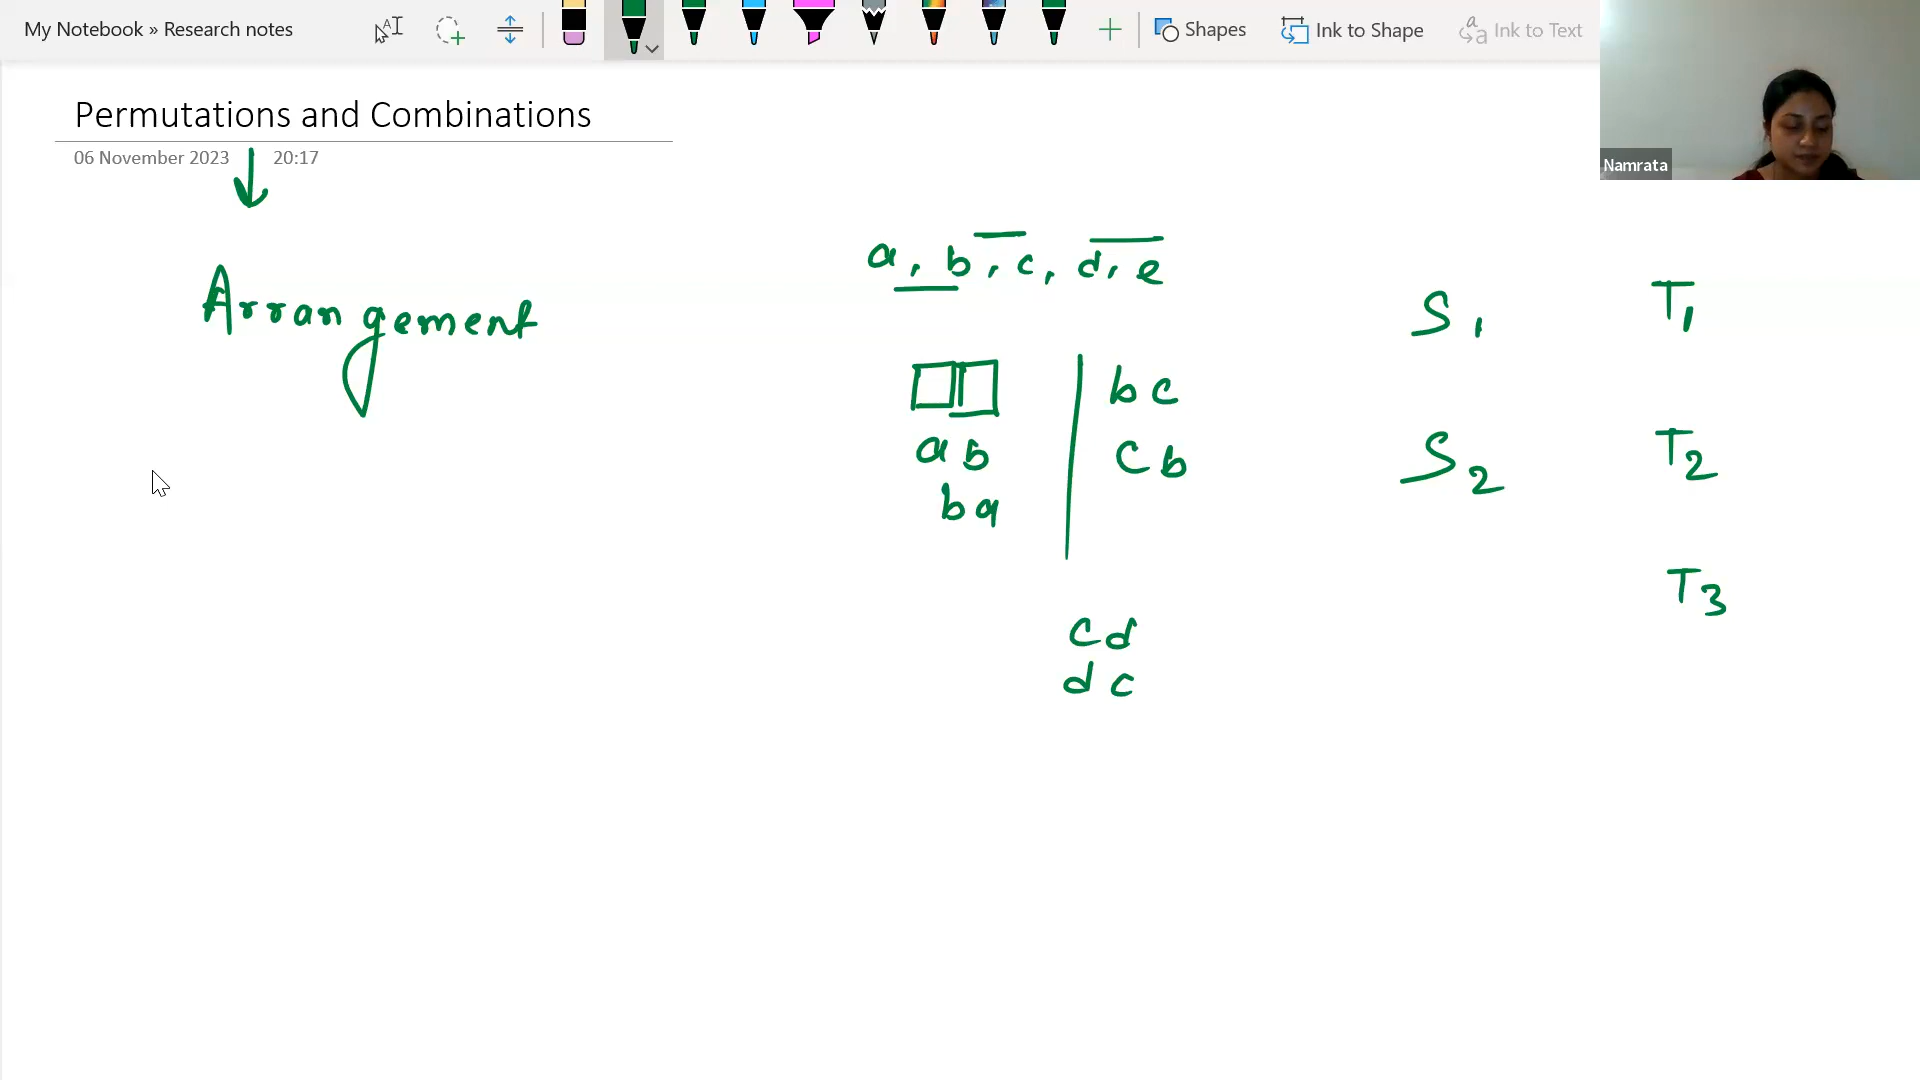 My Notebook » Research notes
Shapes
Ink to Shape
Ink to Text
Namrata
Permutations and Combinations
06 November 2023 20:17
Arrangement
a, b, c, d, e
ab
ba
bc
cb
cd
dc
S1 T1
S2 T2
T3